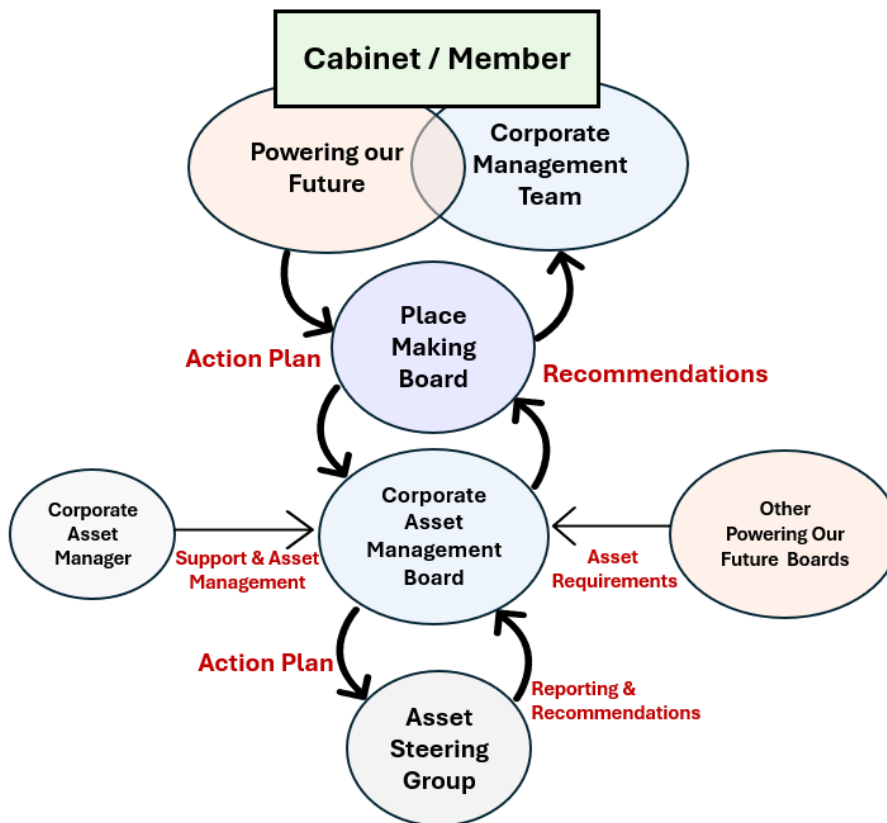 Cabinet / Member
Powering our
Future
Corporate
Management
Team
Place
Making
Board
Action Plan
Recommendations
Corporate
Asset
Manager
Support & Asset
Management
Corporate
Asset
Management
Board
Asset
Requirements
Other
Powering Our
Future Boards
Action Plan
Reporting &
Recommendations
Asset
Steering
Group